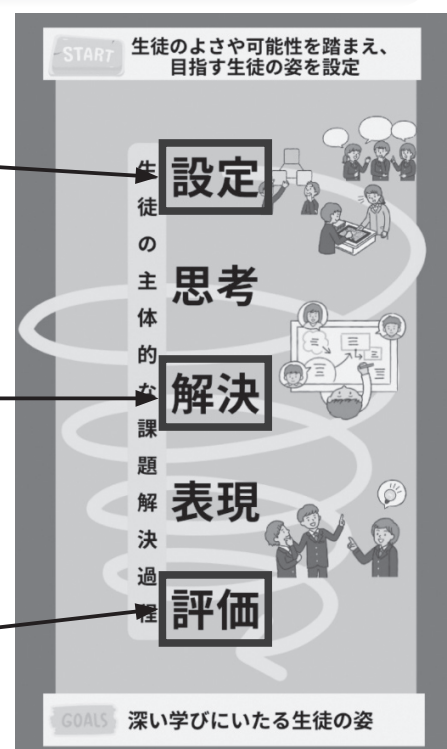 START
生徒のよさや可能性を踏まえ、
目指す生徒の姿を設定
生徒の主体的な課題解決過程
設定
思考
解決
表現
評価
GOALS
深い学びにいたる生徒の姿